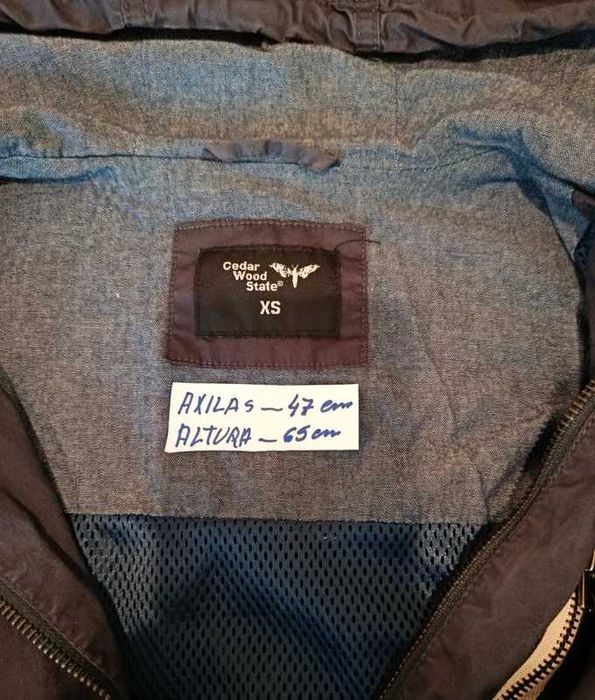 Cedar
Wood
State®
XS
AXILAS - 47 cm
ALTURA - 65 cm